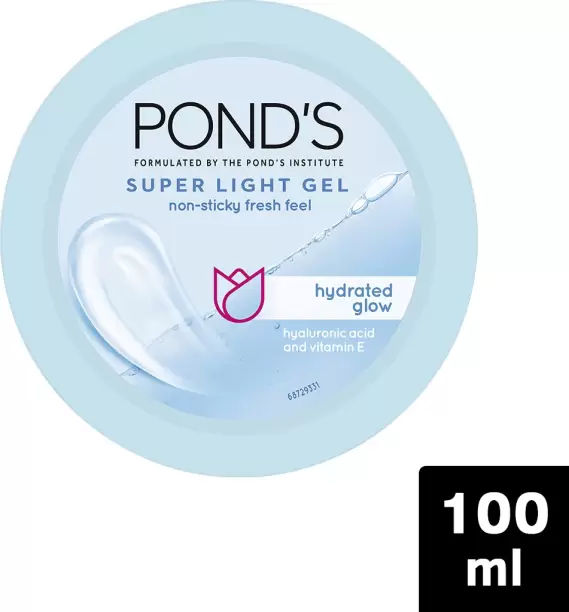 POND'S
FORMULATED BY THE POND'S INSTITUTE
SUPER LIGHT GEL
non-sticky fresh feel
hydrated
glow
hyaluronic acid
and vitamin E
68729331
100
ml